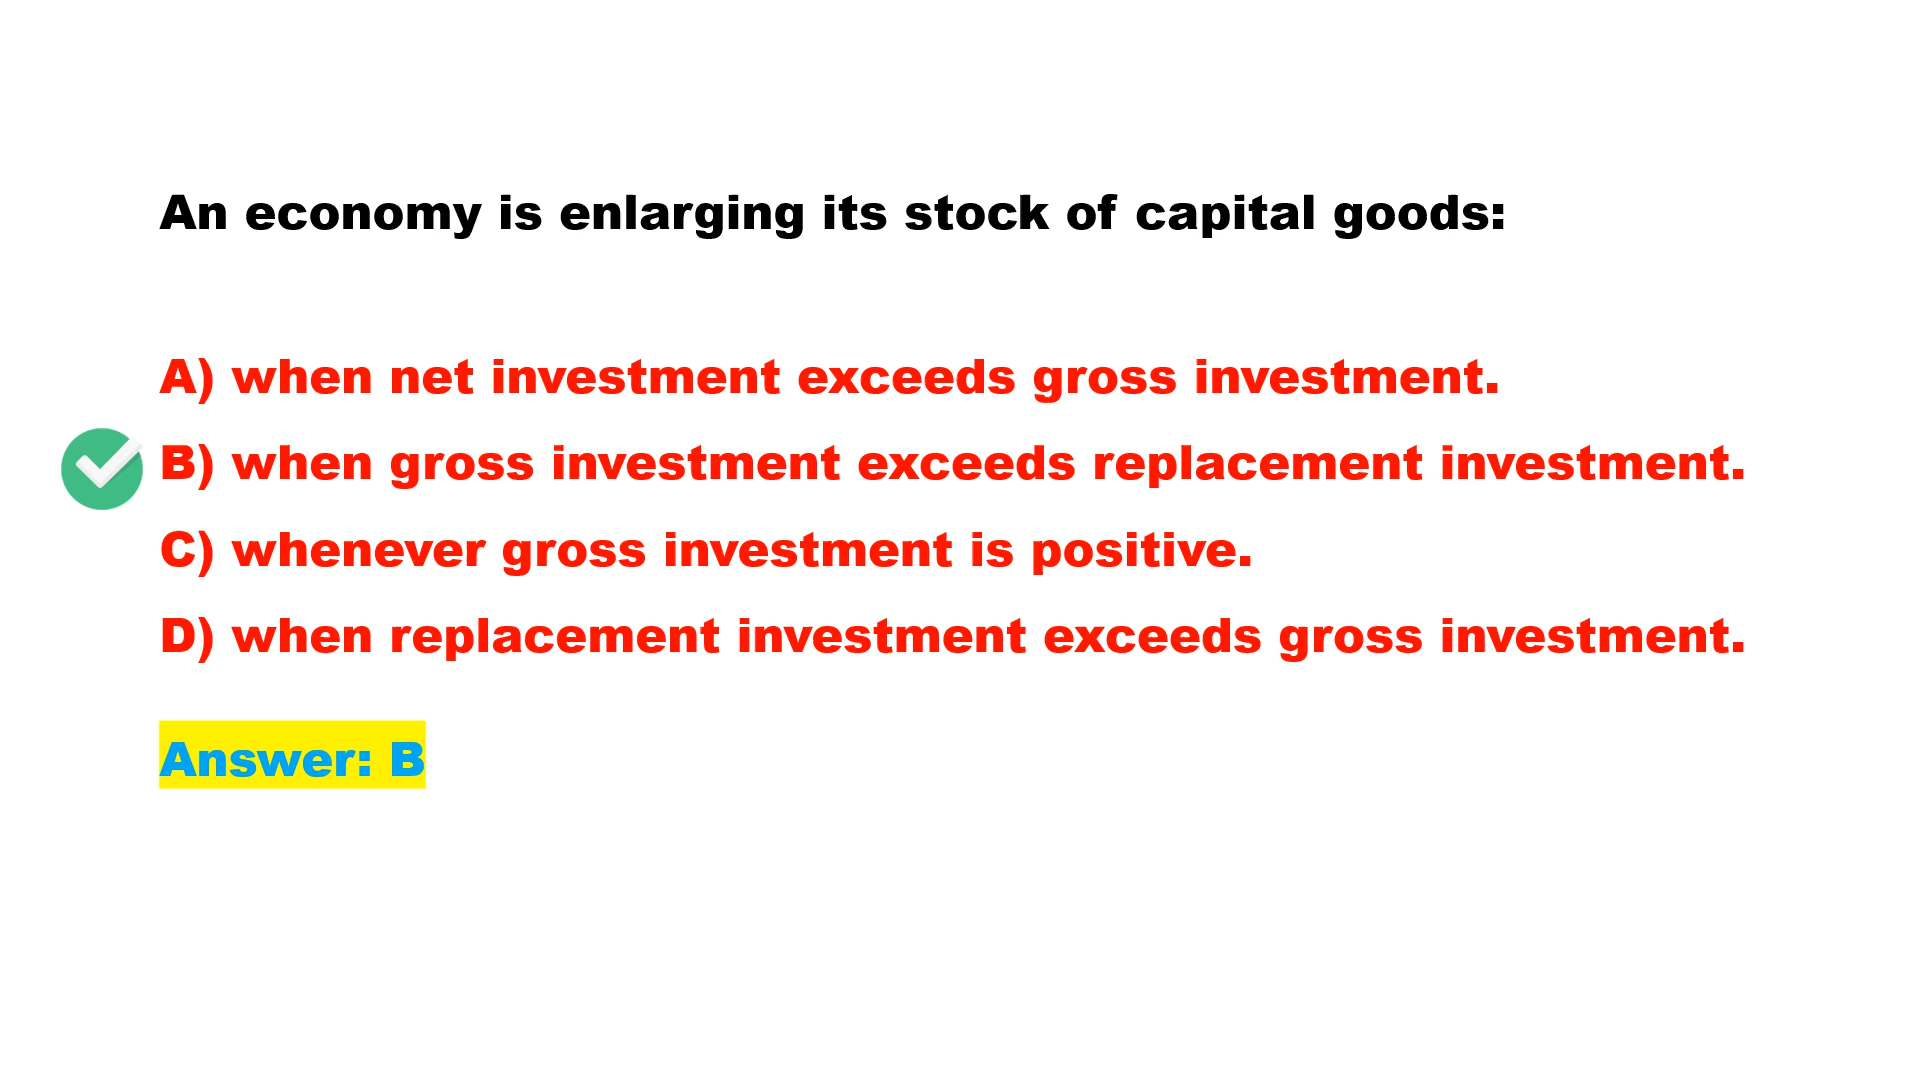 An economy is enlarging its stock of capital goods:
A) when net investment exceeds gross investment.
B) when gross investment exceeds replacement investment.
C) whenever gross investment is positive.
D) when replacement investment exceeds gross investment.
Answer: B